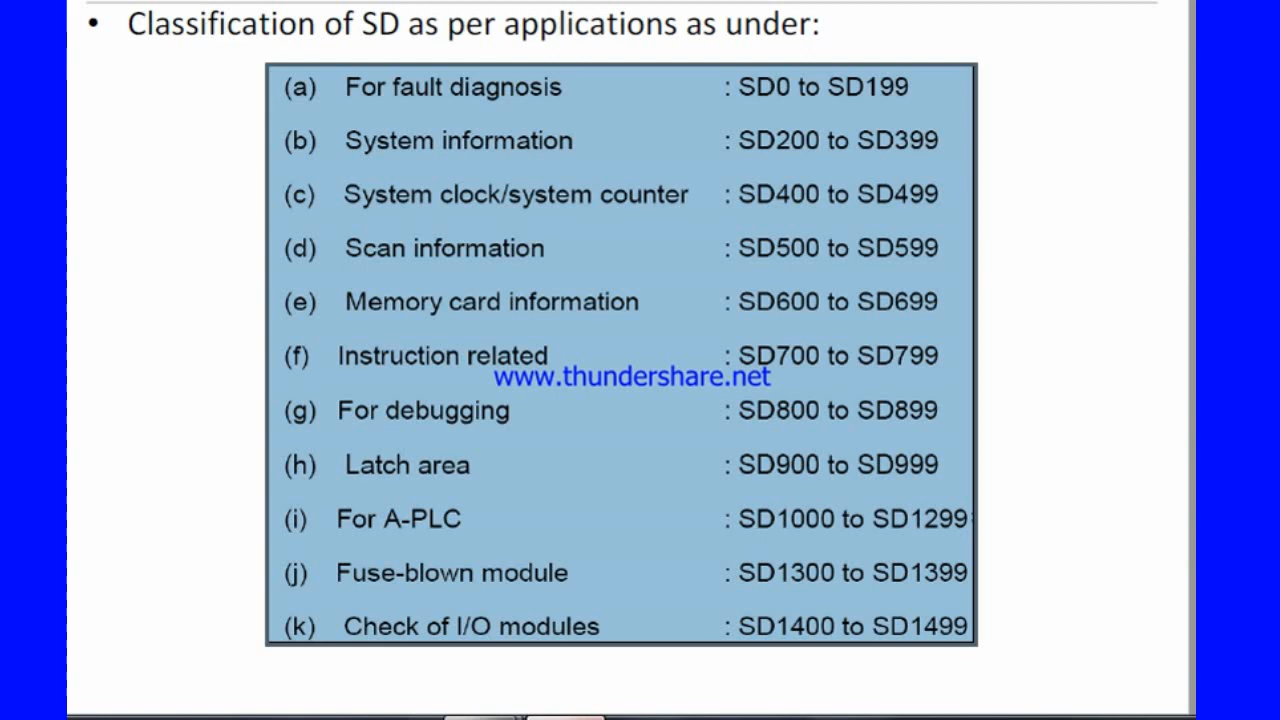 • Classification of SD as per applications as under:
(a) For fault diagnosis : SD0 to SD199
(b) System information : SD200 to SD399
(c) System clock/system counter : SD400 to SD499
(d) Scan information : SD500 to SD599
(e) Memory card information : SD600 to SD699
(f) Instruction related : SD700 to SD799
www.thundershare.net
(g) For debugging : SD800 to SD899
(h) Latch area : SD900 to SD999
(i) For A-PLC : SD1000 to SD1299
(j) Fuse-blown module : SD1300 to SD1399
(k) Check of I/O modules : SD1400 to SD1499